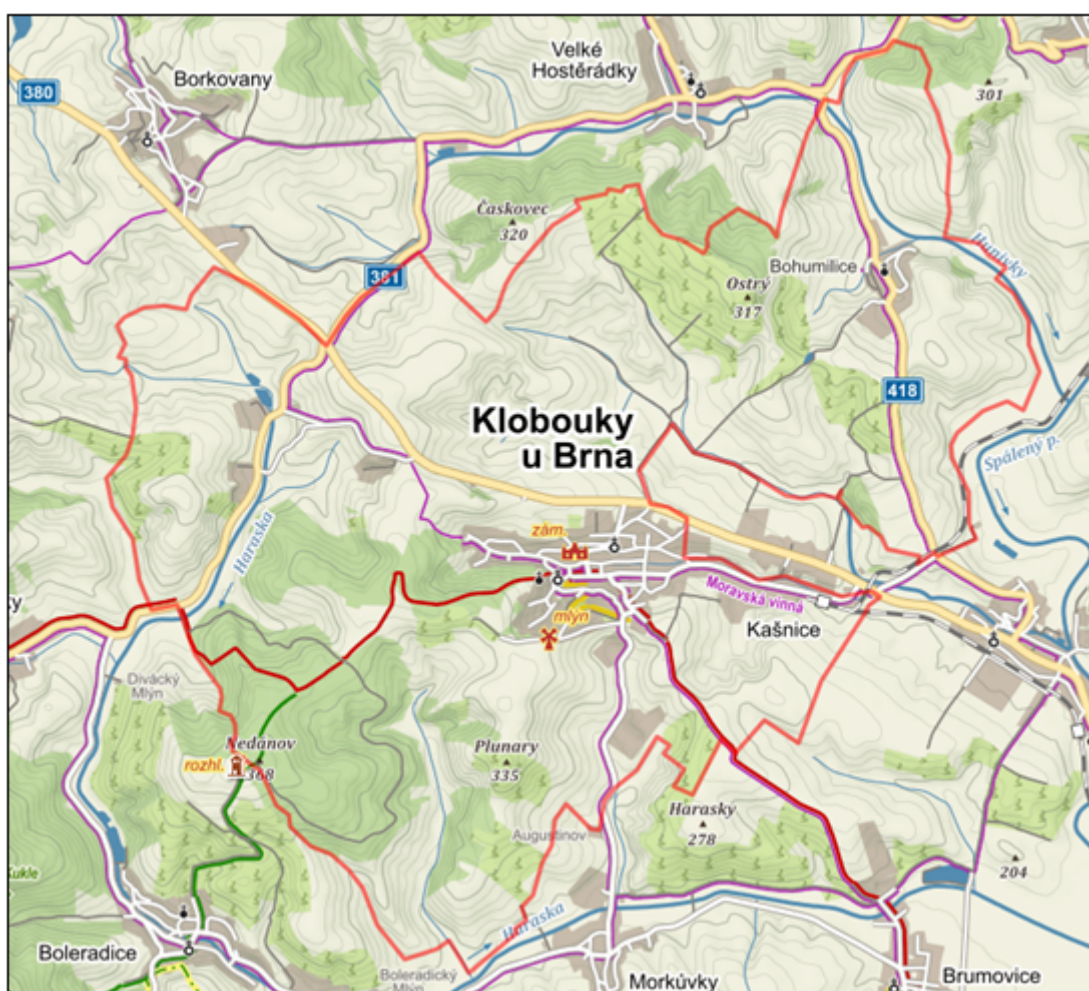 Velké
Hostěrádky
Borkovany
380
301
Časkovec
320
381
Hunivky
Bohumilice
Ostrý
317
418
Klobouky
u Brna
Spálený p.
zám.
Haraska
Moravská vinná
mlýn
Kašnice
Divácký
Mlýn
Nedanov
rozhl.
368
Plunary
335
Harasky
278
Augustinov
204
Kukle
Haraska
Boleradice
Boleradický
Mlýn
Morkůvky
Brumovice